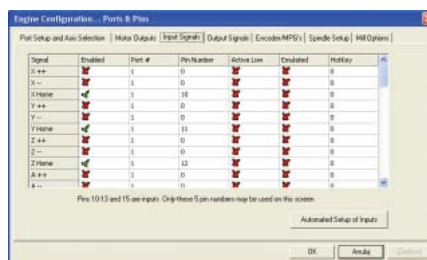 Engine Configuration... Ports & Pins
Port Setup and Axis Selection Motor Outputs Input Signals Output Signals Encoder/MPG's Spindle Setup Mill Options
Signal Enabled Port # Pin Number Active Low Emulated HotKey
X ++ 1 0 0
X -- 1 0 0
X Home 1 10 0
Y ++ 1 0 0
Y -- 1 0 0
Y Home 1 11 0
Z ++ 1 0 0
Z -- 1 0 0
Z Home 1 12 0
A ++ 1 0 0
A -- 1 0 0
Pins 10-13 and 15 are inputs. Only these 5 pin numbers may be used on this screen
Automated Setup of Inputs
OK Annuluj